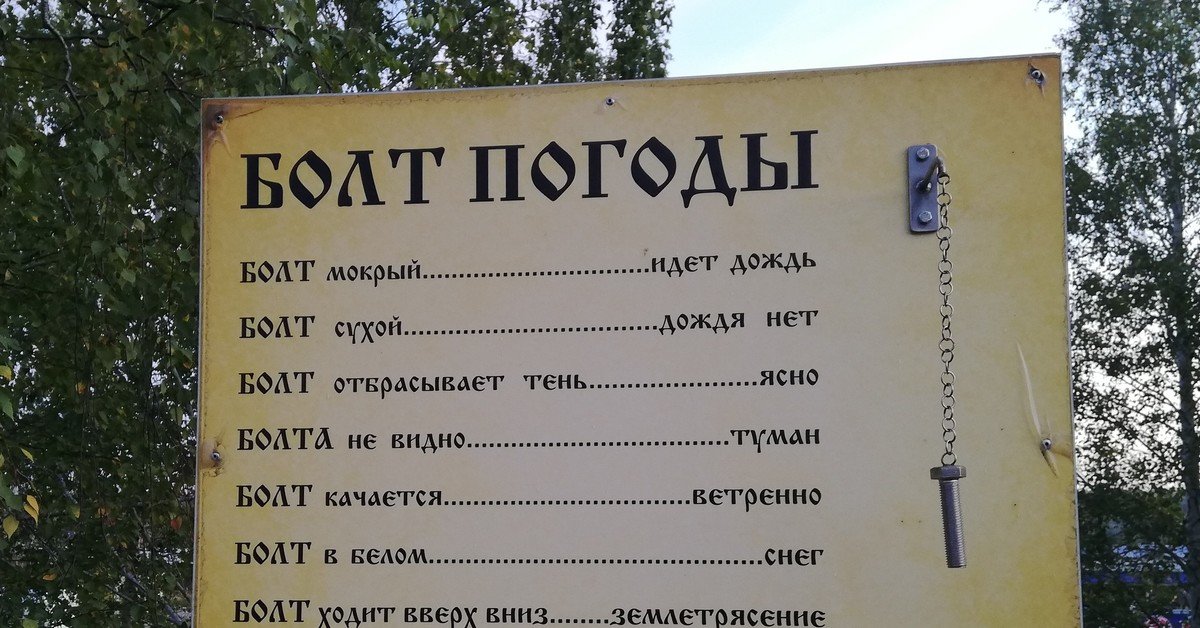 БОЛТ ПОГОДЫ
БОЛТ мокрый..............................идет дождь
БОЛТ сухой.................................дождя нет
БОЛТ отбрасывает тень......................ясно
БОЛТА не видно..................................туман
БОЛТ качается................................ветренно
БОЛТ в белом...........................................снег
БОЛТ ходит вверх вниз........землетрясение